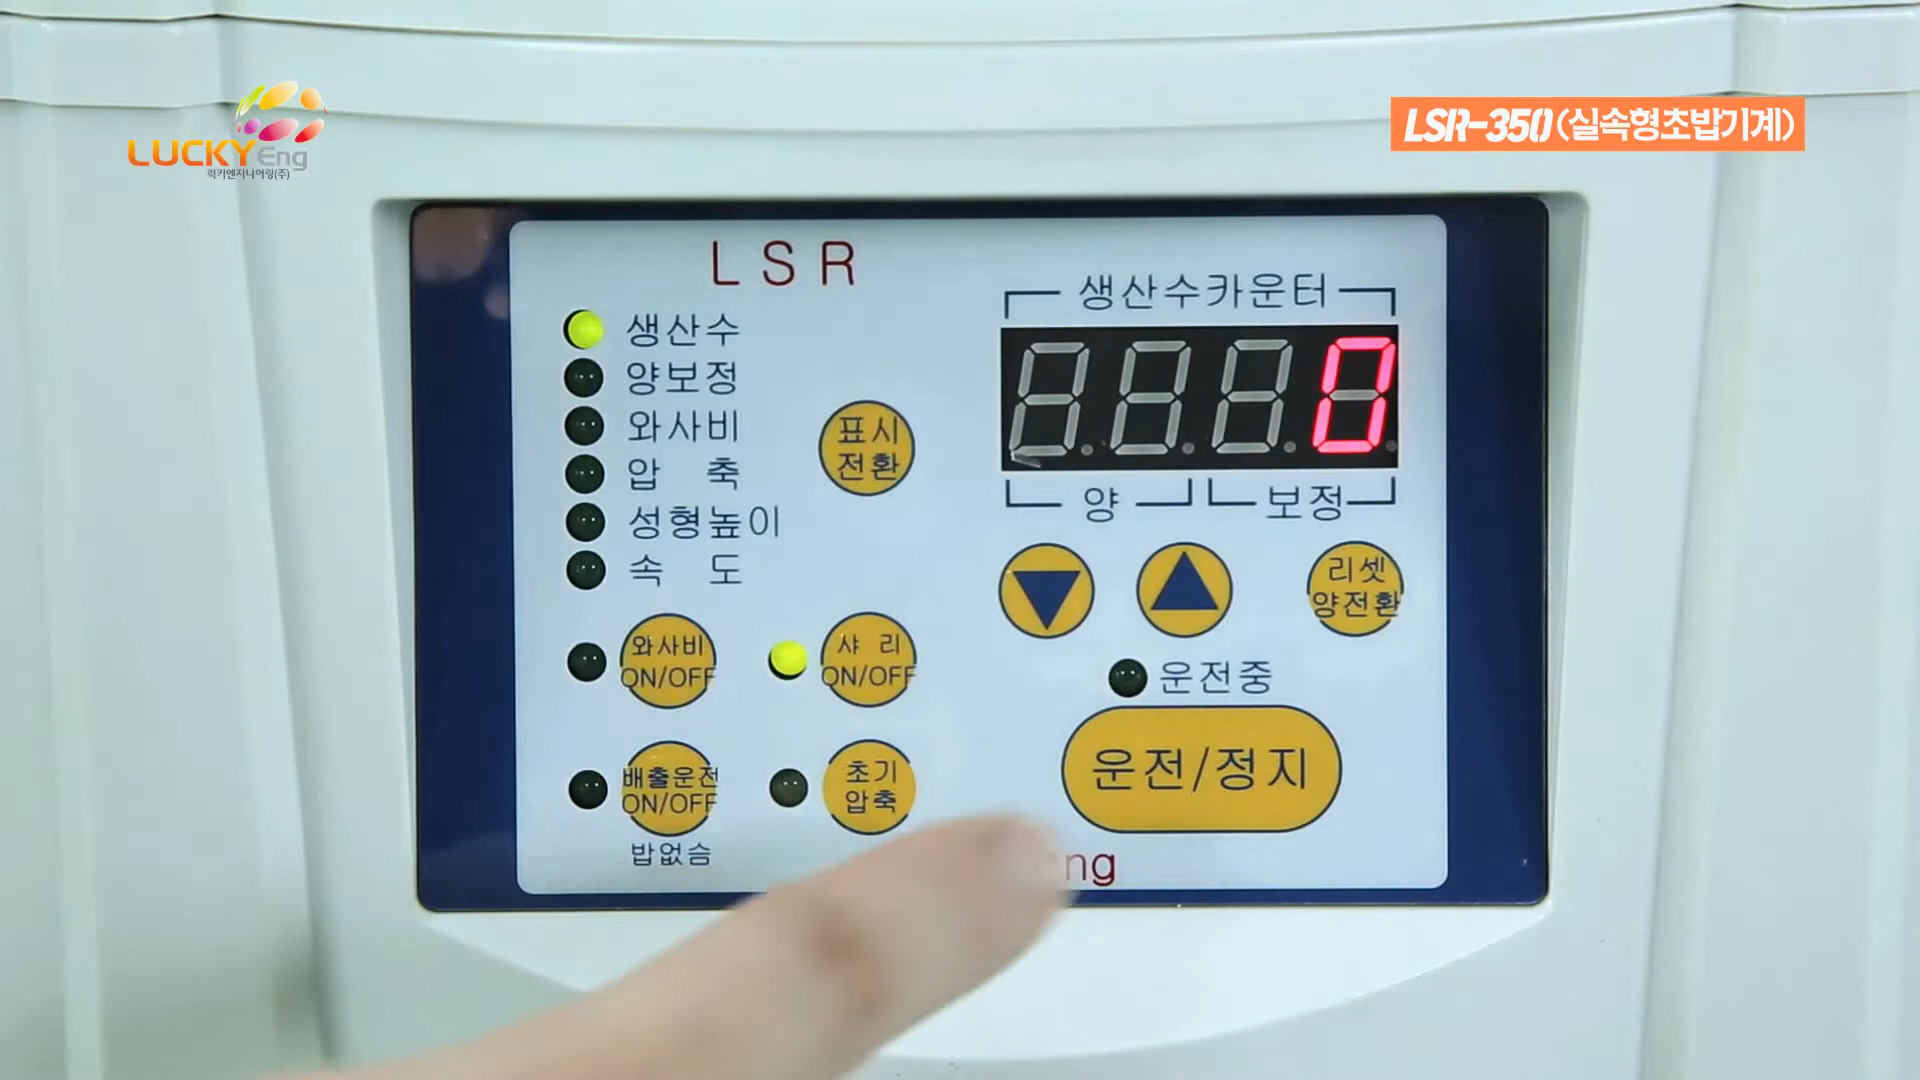 LUCKY Eng
럭키엔지니어링(주)
LSR-350(실속형초밥기계)
LSR
생산수
양보정
와사비
압 축
성형높이
속 도
표시
전환
생산수카운터
0
양
보정
리셋
양전환
와사비
ON/OFF
샤 리
ON/OFF
운전중
배출운전
ON/OFF
밥없슴
초기
압축
운전/정지
ng